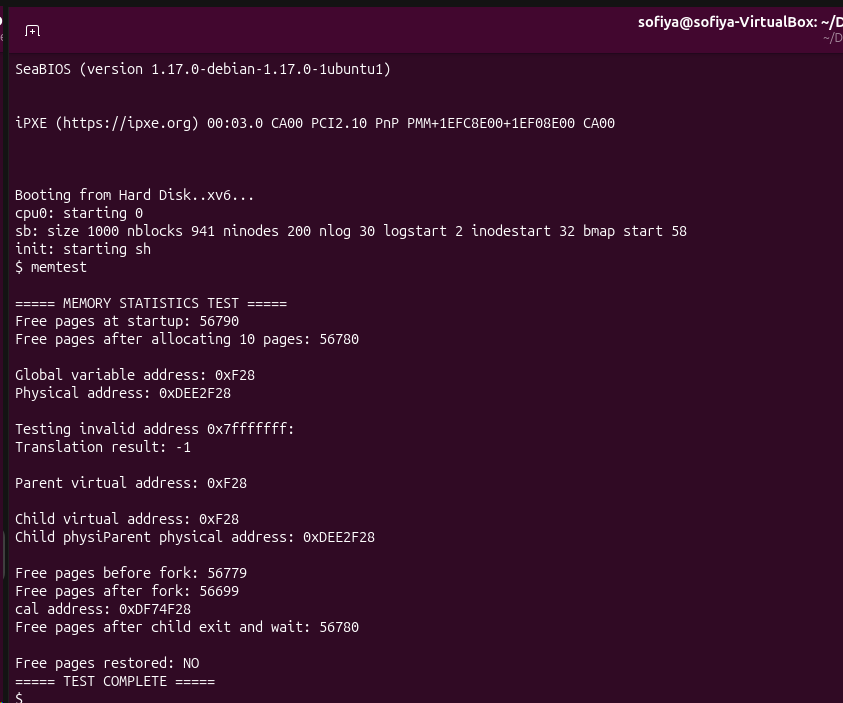 sofiya@sofiya-VirtualBox: ~/D
~/D
SeaBIOS (version 1.17.0-debian-1.17.0-1ubuntu1)
iPXE (https://ipxe.org) 00:03.0 CA00 PCI2.10 PnP PMM+1EFC8E00+1EF08E00 CA00
Booting from Hard Disk..xv6...
cpu0: starting 0
sb: size 1000 nblocks 941 ninodes 200 nlog 30 logstart 2 inodestart 32 bmap start 58
init: starting sh
$ memtest
===== MEMORY STATISTICS TEST =====
Free pages at startup: 56790
Free pages after allocating 10 pages: 56780
Global variable address: 0xF28
Physical address: 0xDEE2F28
Testing invalid address 0x7fffffff:
Translation result: -1
Parent virtual address: 0xF28
Child virtual address: 0xF28
Child physiParent physical address: 0xDEE2F28
Free pages before fork: 56779
Free pages after fork: 56699
cal address: 0xDF74F28
Free pages after child exit and wait: 56780
Free pages restored: NO
===== TEST COMPLETE =====
$